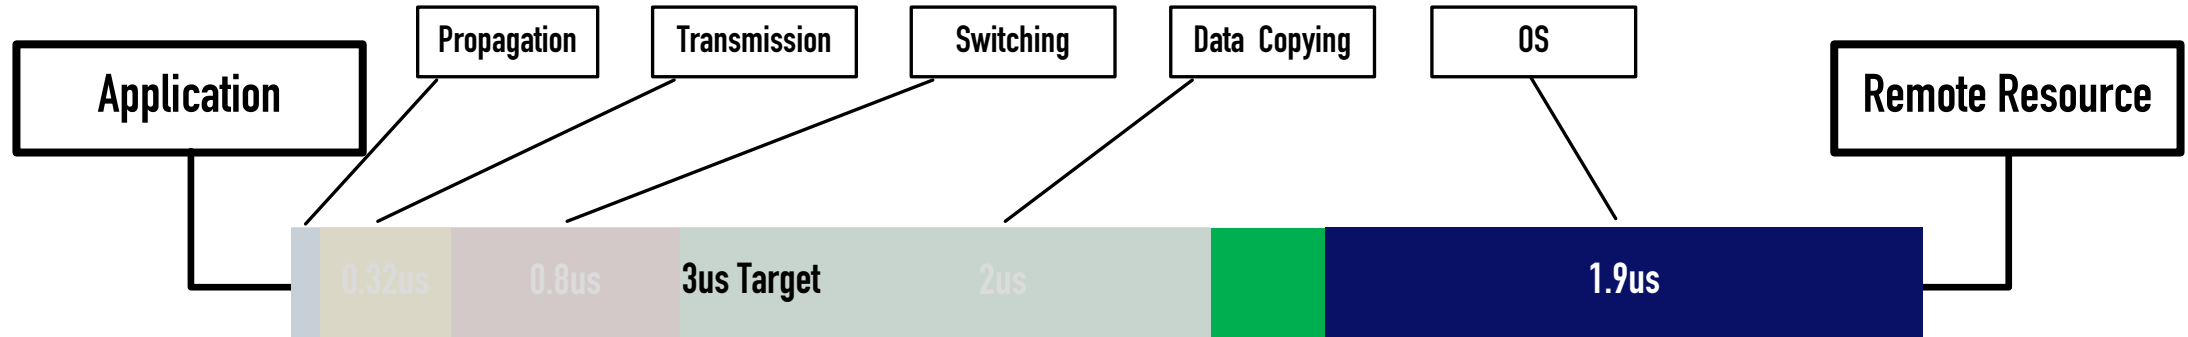 Propagation
Transmission
Switching
Data Copying
OS
Application
Remote Resource
0.32us
0.8us
3us Target
2us
1.9us